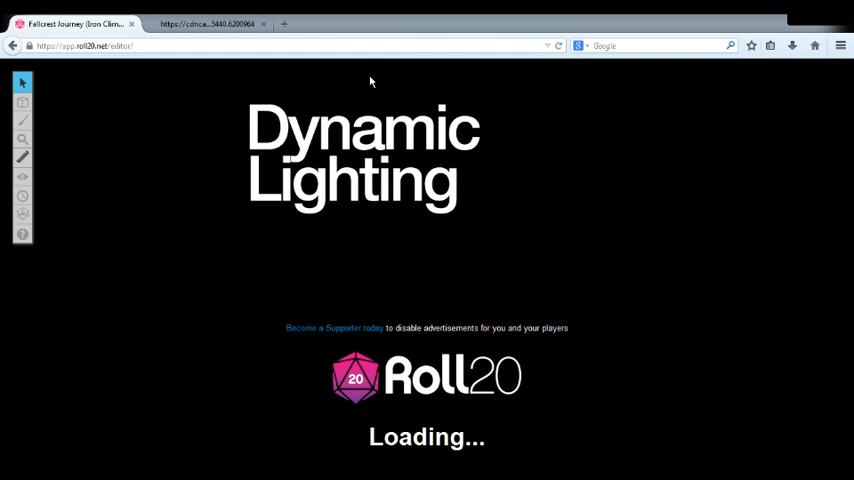 Fallcrest Journey (Iron Clim...
https://cdnca...5440.6200964
https://app.roll20.net/editor/
Google
Dynamic
Lighting
Become a Supporter today to disable advertisements for you and your players
20 Roll20
Loading...